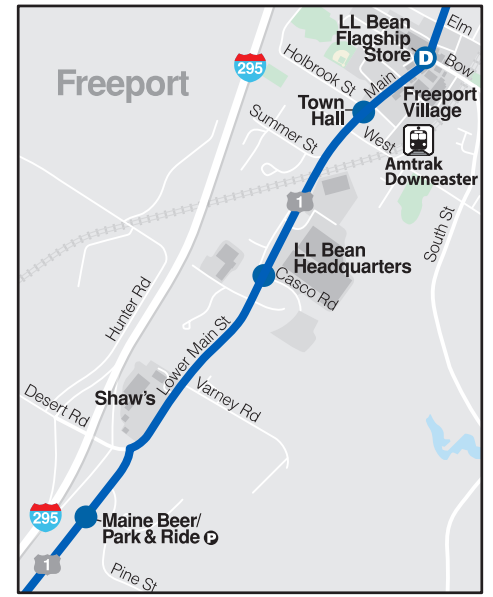 LL Bean
Flagship
Store
D
Elm
Bow
295
Freeport
Holbrook St
Main
Freeport
Village
Town
Hall
Summer St
West
Amtrak
Downeaster
1
South St
LL Bean
Headquarters
Casco Rd
Hunter Rd
Lower Main St
Shaw's
Varney Rd
Desert Rd
295
Maine Beer/
Park & Ride P
1
Pine St